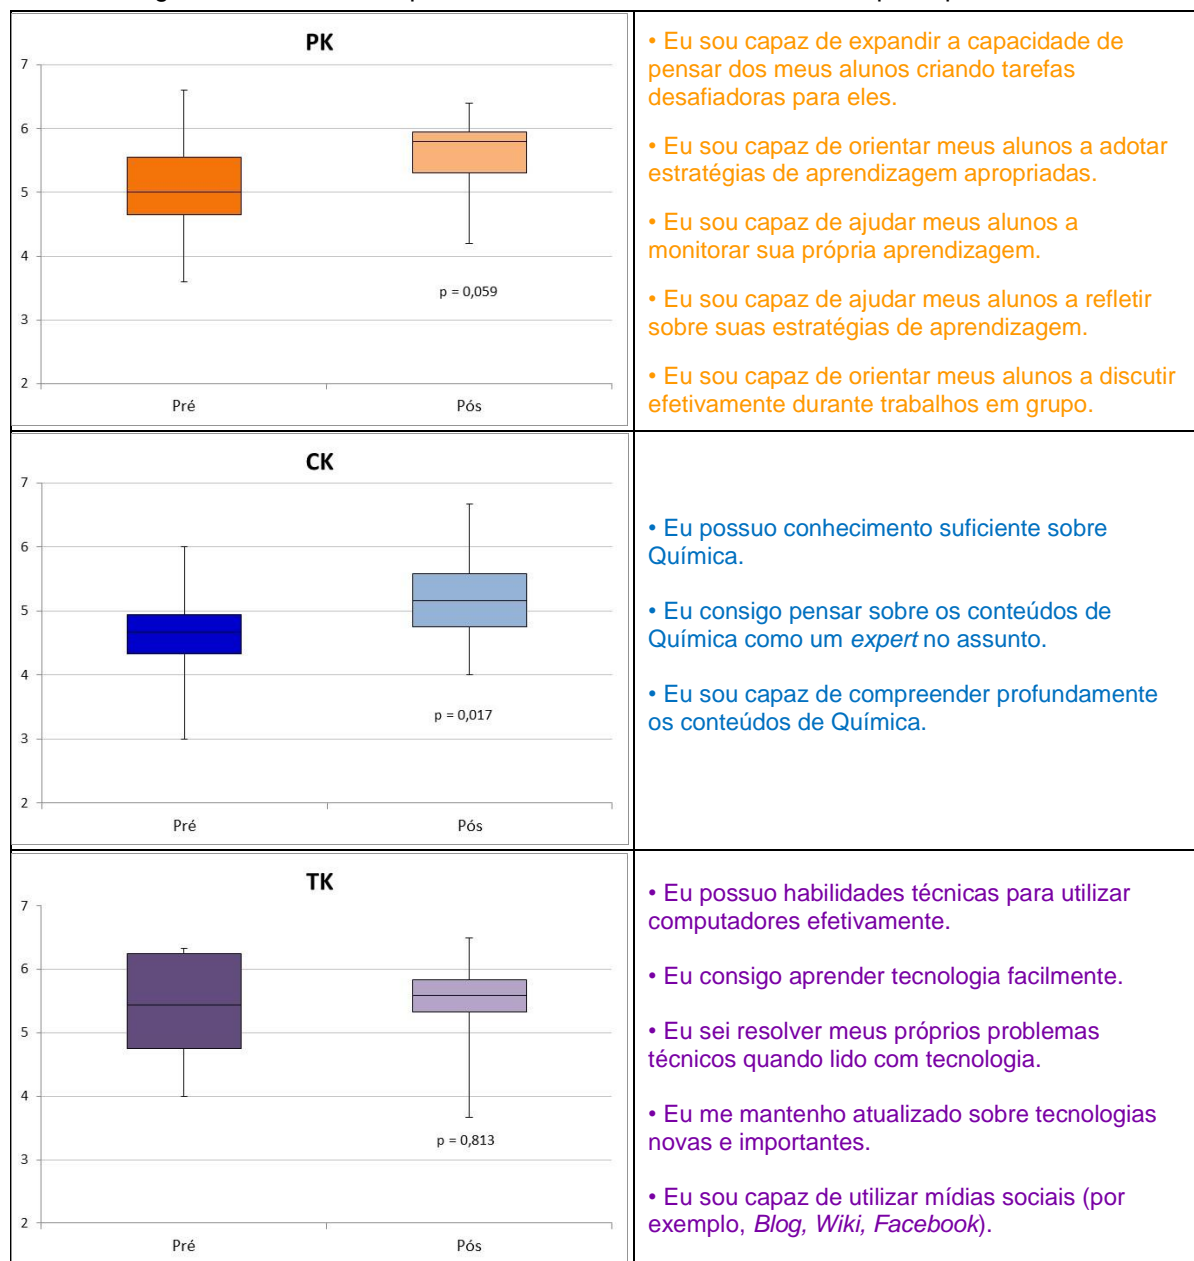 PK
7
6
5
4
3
2
p = 0,059
Pré
Pós
• Eu sou capaz de expandir a capacidade de
pensar dos meus alunos criando tarefas
desafiadoras para eles.
• Eu sou capaz de orientar meus alunos a adotar
estratégias de aprendizagem apropriadas.
• Eu sou capaz de ajudar meus alunos a
monitorar sua própria aprendizagem.
• Eu sou capaz de ajudar meus alunos a refletir
sobre suas estratégias de aprendizagem.
• Eu sou capaz de orientar meus alunos a discutir
efetivamente durante trabalhos em grupo.
CK
7
6
5
4
3
2
p = 0,017
Pré
Pós
• Eu possuo conhecimento suficiente sobre
Química.
• Eu consigo pensar sobre os conteúdos de
Química como um expert no assunto.
• Eu sou capaz de compreender profundamente
os conteúdos de Química.
TK
7
6
5
4
3
2
p = 0,813
Pré
Pós
• Eu possuo habilidades técnicas para utilizar
computadores efetivamente.
• Eu consigo aprender tecnologia facilmente.
• Eu sei resolver meus próprios problemas
técnicos quando lido com tecnologia.
• Eu me mantenho atualizado sobre tecnologias
novas e importantes.
• Eu sou capaz de utilizar mídias sociais (por
exemplo, Blog, Wiki, Facebook).